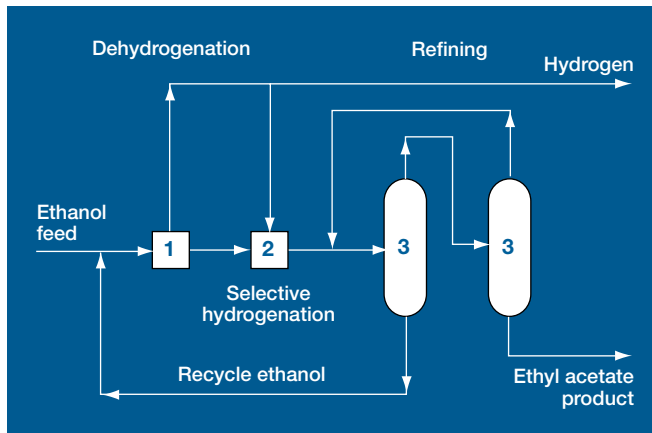 Dehydrogenation
Refining
Hydrogen
Ethanol
feed
1
2
3
3
Selective
hydrogenation
Recycle ethanol
Ethyl acetate
product